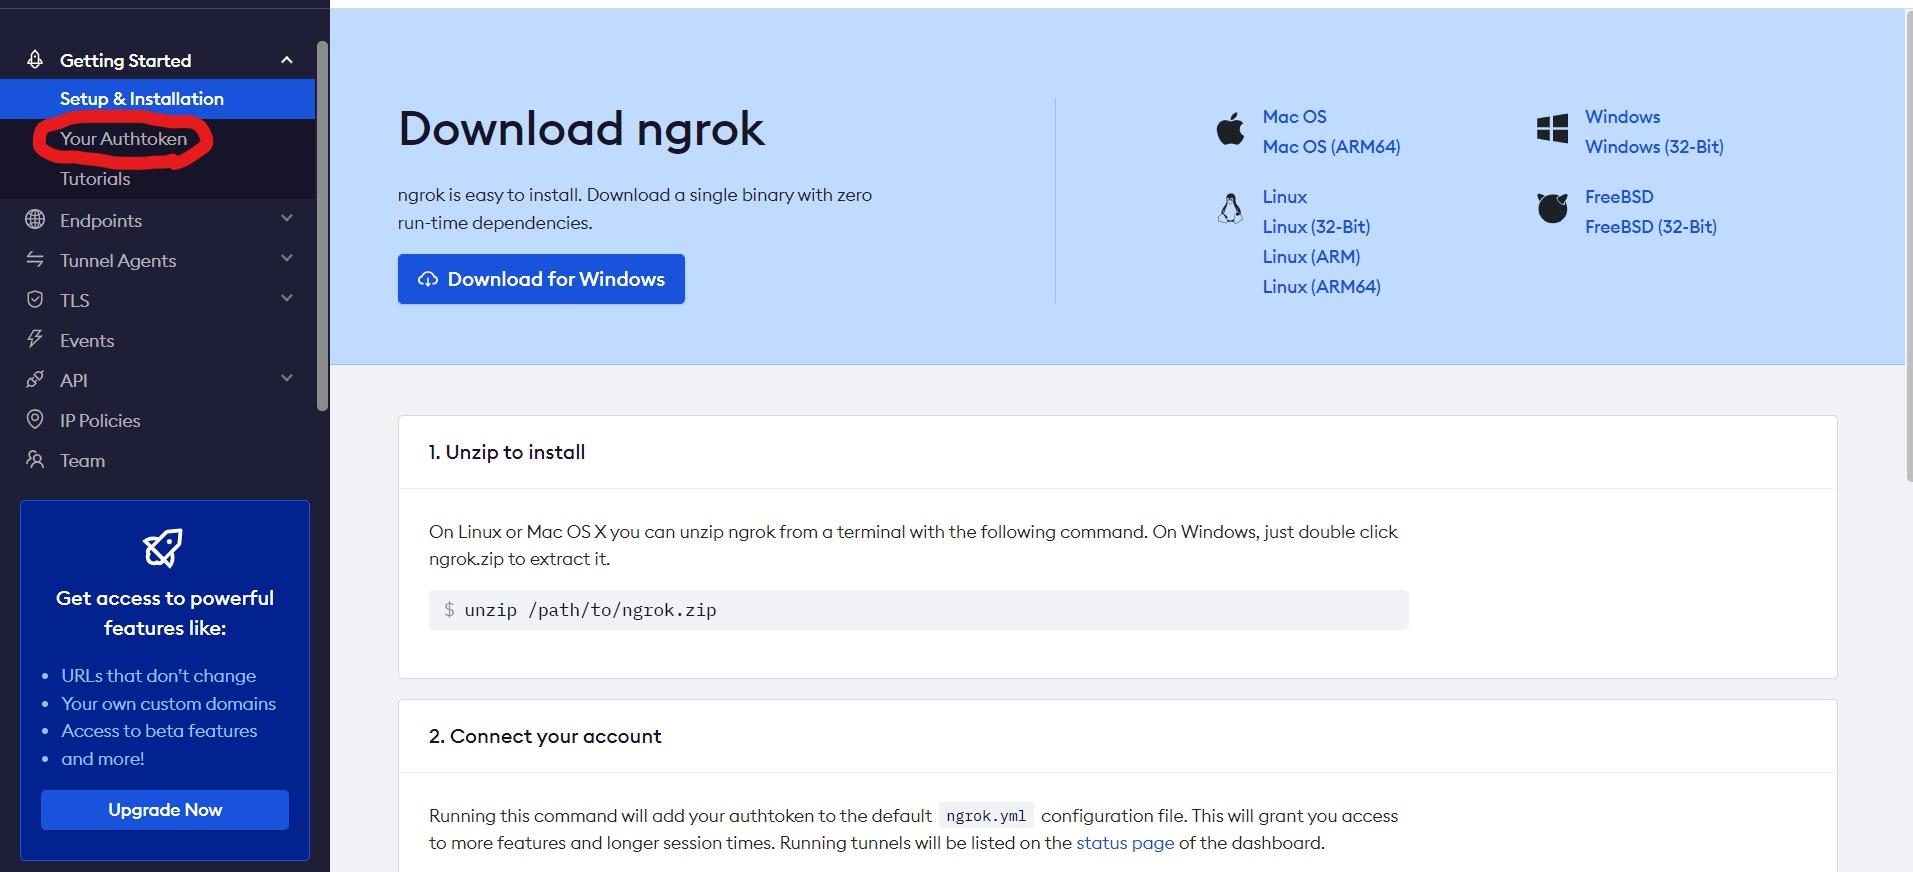 Getting Started
Setup & Installation
Your Authtoken
Tutorials
Endpoints
Tunnel Agents
TLS
Events
API
IP Policies
Team
Get access to powerful
features like:
• URLs that don’t change
• Your own custom domains
• Access to beta features
• and more!
Upgrade Now
Download ngrok
ngrok is easy to install. Download a single binary with zero
run-time dependencies.
Download for Windows
Mac OS
Mac OS (ARM64)
Linux
Linux (32-Bit)
Linux (ARM)
Linux (ARM64)
Windows
Windows (32-Bit)
FreeBSD
FreeBSD (32-Bit)
1. Unzip to install
On Linux or Mac OS X you can unzip ngrok from a terminal with the following command. On Windows, just double click
ngrok.zip to extract it.
$ unzip /path/to/ngrok.zip
2. Connect your account
Running this command will add your authtoken to the default ngrok.yml configuration file. This will grant you access
to more features and longer session times. Running tunnels will be listed on the status page of the dashboard.